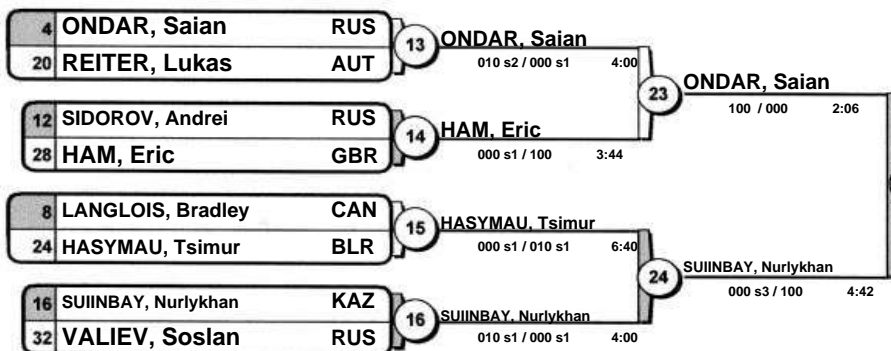 4 ONDAR, Saian RUS
20 REITER, Lukas AUT
13
ONDAR, Saian
010 s2 / 000 s1 4:00
12 SIDOROV, Andrei RUS
28 HAM, Eric GBR
14
HAM, Eric
000 s1 / 100 3:44
23
ONDAR, Saian
100 / 000 2:06
8 LANGLOIS, Bradley CAN
24 HASYMAU, Tsimur BLR
15
HASYMAU, Tsimur
000 s1 / 010 s1 6:40
16 SUIINBAY, Nurlykhan KAZ
32 VALIEV, Soslan RUS
16
SUIINBAY, Nurlykhan
010 s1 / 000 s1 4:00
24
SUIINBAY, Nurlykhan
000 s3 / 100 4:42